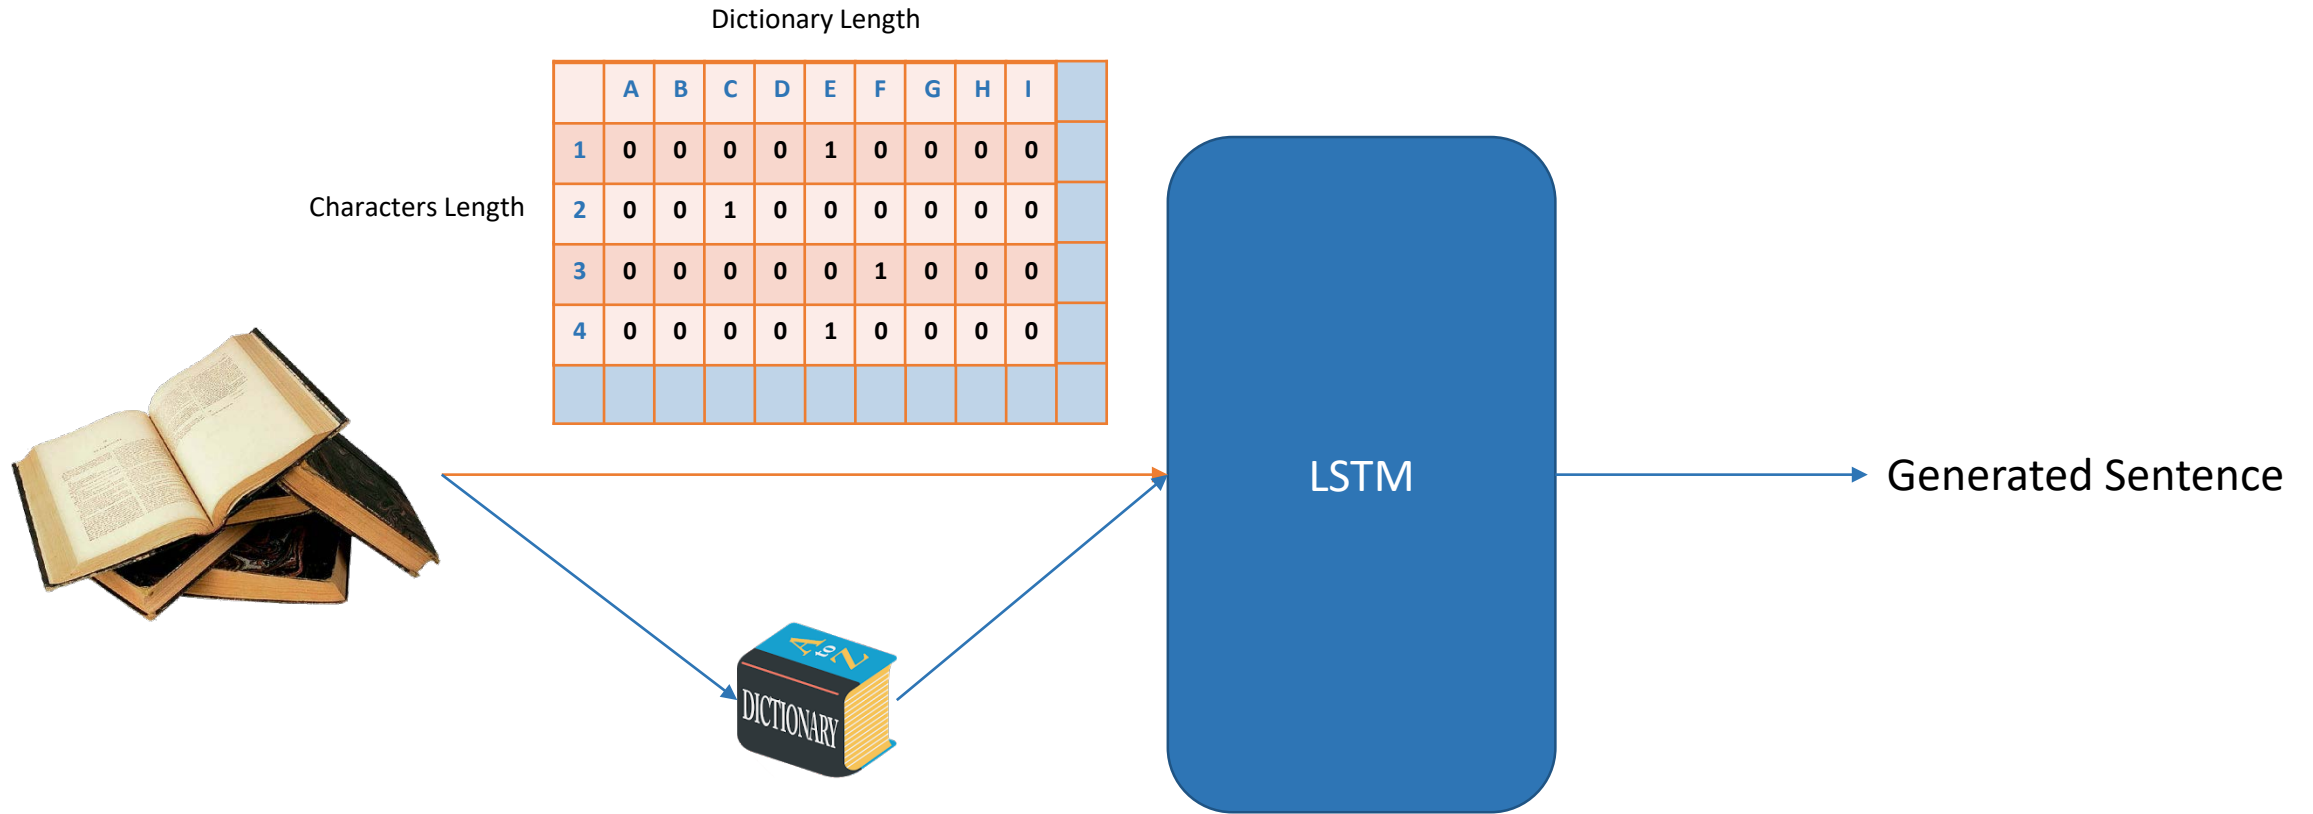 Dictionary Length
A B C D E F G H I
1 0 0 0 0 1 0 0 0 0
Characters Length
2 0 0 1 0 0 0 0 0 0
3 0 0 0 0 0 1 0 0 0
4 0 0 0 0 1 0 0 0 0
LSTM
Generated Sentence
A to Z
DICTIONARY